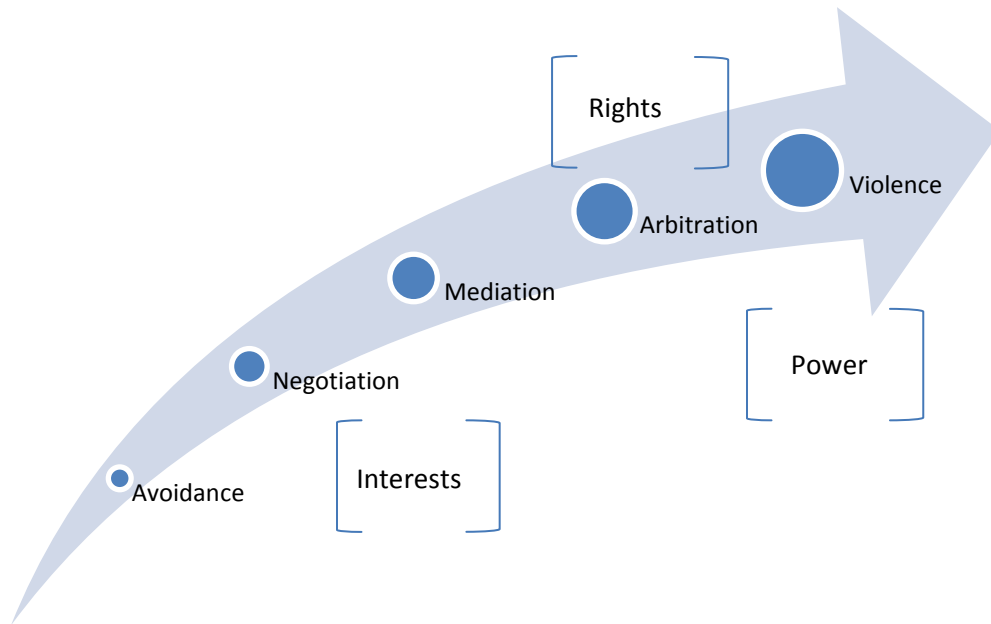 Rights
Violence
Arbitration
Mediation
Power
Negotiation
Interests
Avoidance